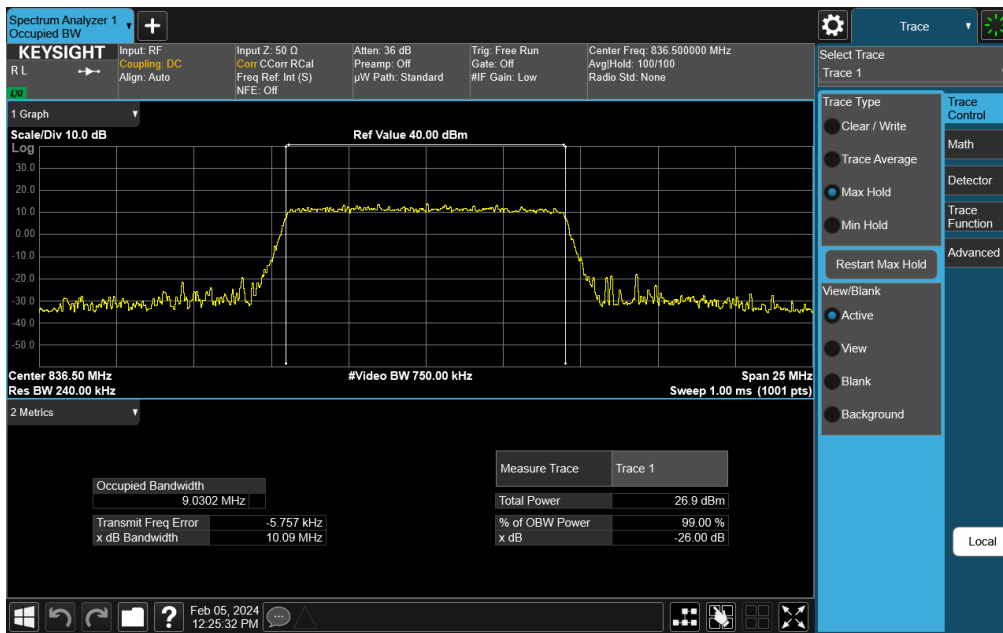 Spectrum Analyzer 1
Occupied BW
Trace
KEYSIGHT
R L
LXI
Input: RF
Coupling: DC
Align: Auto
Input Z: 50 Ω
Corr CCorr RCal
Freq Ref: Int (S)
NFE: Off
Atten: 36 dB
Preamp: Off
µW Path: Standard
Trig: Free Run
Gate: Off
#IF Gain: Low
Center Freq: 836.500000 MHz
Avg|Hold: 100/100
Radio Std: None
1 Graph
Scale/Div 10.0 dB
Ref Value 40.00 dBm
Log
30.0
20.0
10.0
0.00
-10.0
-20.0
-30.0
-40.0
-50.0
Center 836.50 MHz
#Video BW 750.00 kHz
Span 25 MHz
Res BW 240.00 kHz
Sweep 1.00 ms (1001 pts)
2 Metrics
Occupied Bandwidth
9.0302 MHz
Transmit Freq Error -5.757 kHz
x dB Bandwidth 10.09 MHz
Measure Trace Trace 1
Total Power 26.9 dBm
% of OBW Power 99.00 %
x dB -26.00 dB
Select Trace
Trace 1
Trace Type
Clear / Write
Trace Average
Max Hold
Min Hold
Restart Max Hold
View/Blank
Active
View
Blank
Background
Trace
Control
Math
Detector
Trace
Function
Advanced
Local
Feb 05, 2024
12:25:32 PM